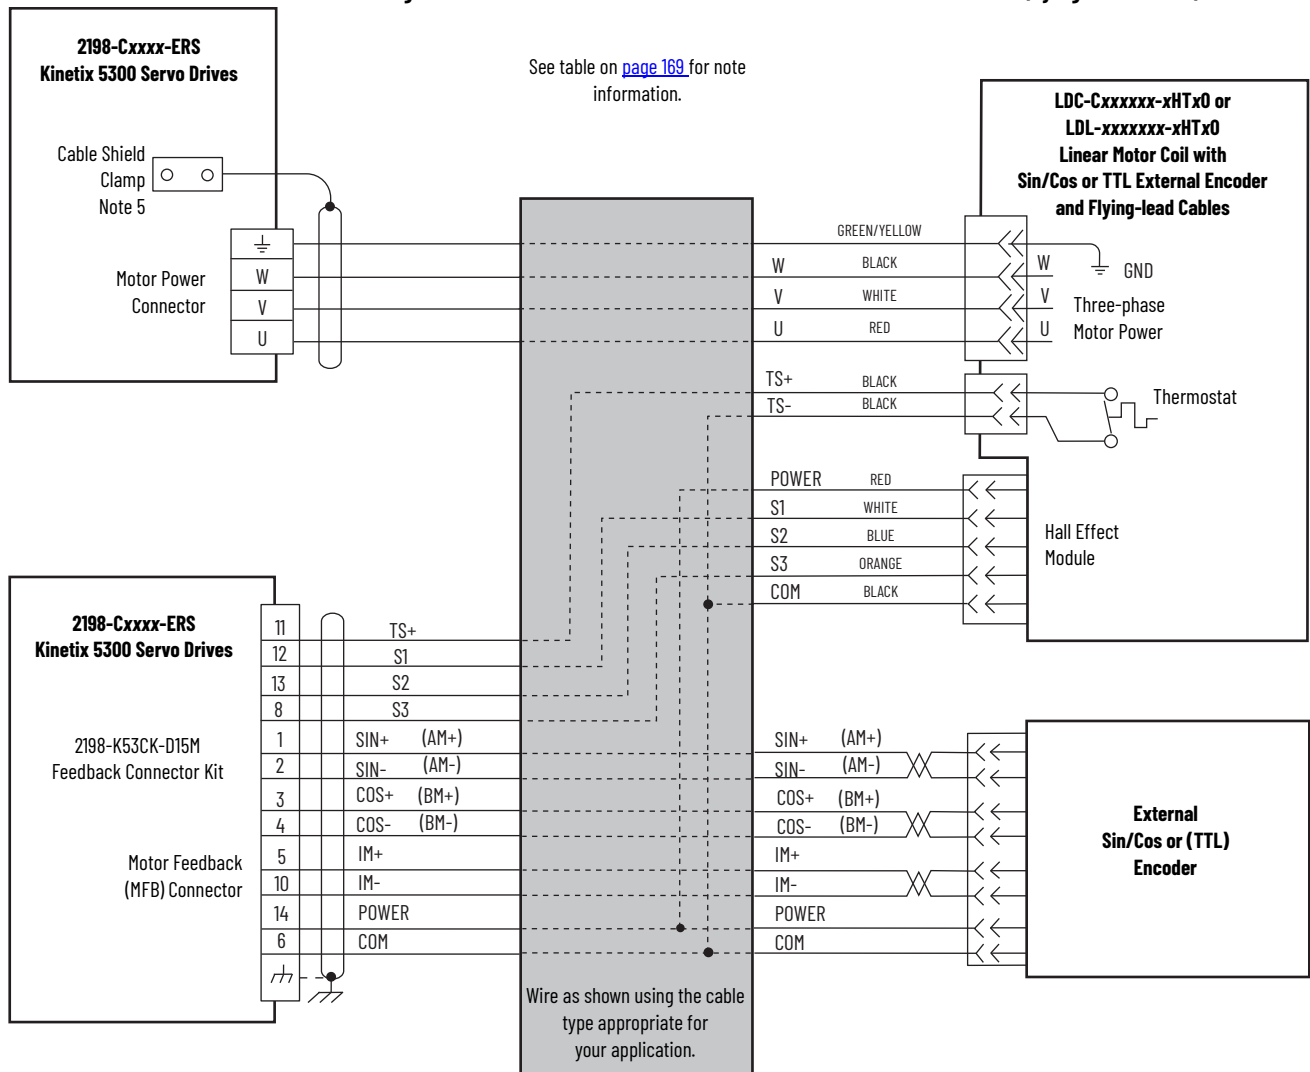 2198-Cxxxx-ERS
Kinetix 5300 Servo Drives
See table on page 169 for note
information.
Cable Shield
Clamp
Note 5
Motor Power
Connector
W
V
U
LDC-Cxxxxxx-xHTx0 or
LDL-xxxxxxx-xHTx0
Linear Motor Coil with
Sin/Cos or TTL External Encoder
and Flying-lead Cables
GREEN/YELLOW
W
BLACK
V
WHITE
U
RED
W
V
U
GND
Three-phase
Motor Power
TS+
BLACK
TS-
BLACK
Thermostat
POWER
RED
S1
WHITE
S2
BLUE
S3
ORANGE
COM
BLACK
Hall Effect
Module
2198-Cxxxx-ERS
Kinetix 5300 Servo Drives
2198-K53CK-D15M
Feedback Connector Kit
Motor Feedback
(MFB) Connector
11
TS+
12
S1
13
S2
8
S3
1
SIN+ (AM+)
2
SIN- (AM-)
3
COS+ (BM+)
4
COS- (BM-)
5
IM+
10
IM-
14
POWER
6
COM
SIN+ (AM+)
SIN- (AM-)
COS+ (BM+)
COS- (BM-)
IM+
IM-
POWER
COM
External
Sin/Cos or (TTL)
Encoder
Wire as shown using the cable
type appropriate for
your application.